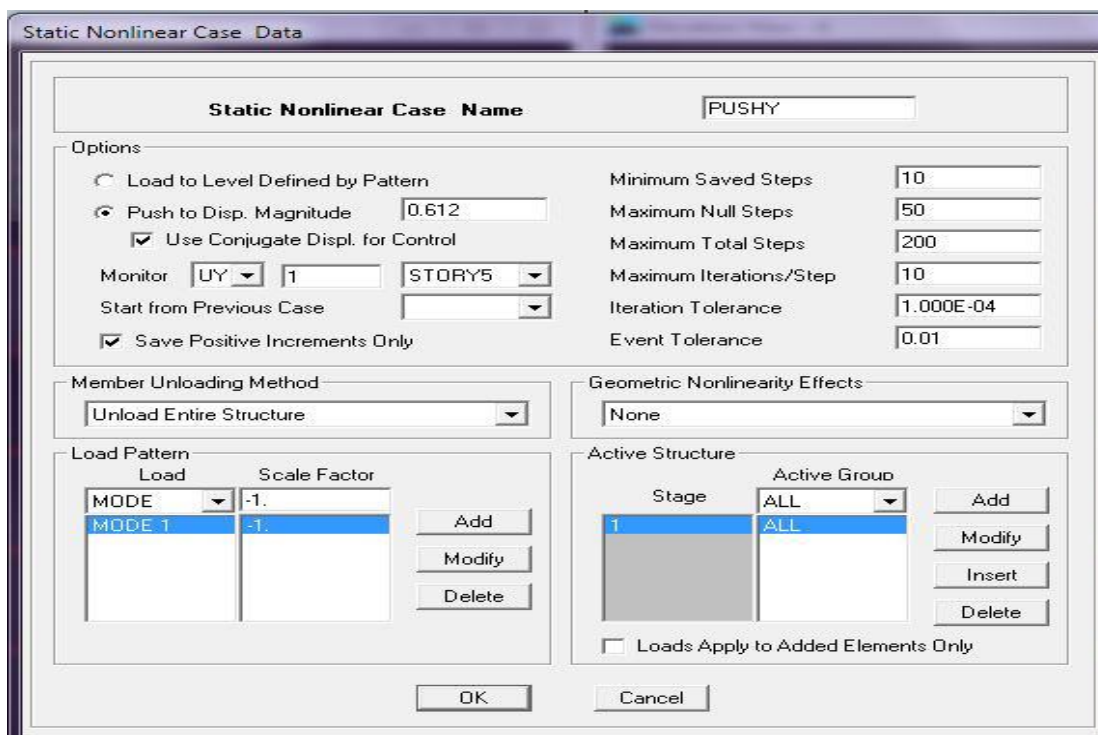 Static Nonlinear Case Data
Static Nonlinear Case Name PUSHY
Options
Load to Level Defined by Pattern
Push to Disp. Magnitude 0.612
Use Conjugate Displ. for Control
Monitor UY 1 STORY5
Start from Previous Case
Save Positive Increments Only
Minimum Saved Steps 10
Maximum Null Steps 50
Maximum Total Steps 200
Maximum Iterations/Step 10
Iteration Tolerance 1.000E-04
Event Tolerance 0.01
Member Unloading Method
Unload Entire Structure
Geometric Nonlinearity Effects
None
Load Pattern
Load Scale Factor
MODE -1.
MODE 1 -1.
Add
Modify
Delete
Active Structure
Active Group
Stage ALL
1 ALL
Add
Modify
Insert
Delete
Loads Apply to Added Elements Only
OK Cancel